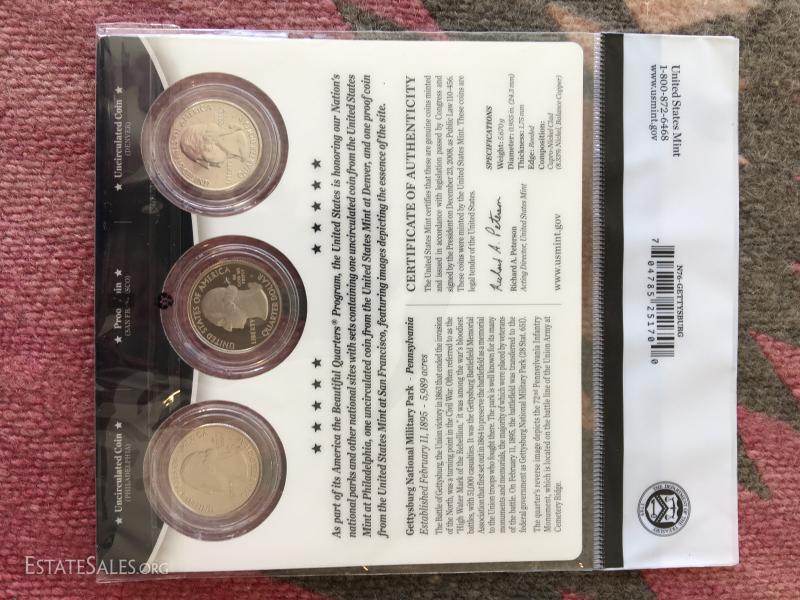 ★ Uncirculated Coin ★
(PHILADELPHIA)
(SAN
★ Uncirculated Coin ★
(DENVER)
UNITED STATES OF AMERICA
LIBERTY
IN GOD
WE TRUST
QUARTER DOLLAR
As part of its America the Beautiful Quarters® Program, the United States is honoring our Nation's
national parks and other national sites with sets containing one uncirculated coin from the United States
Mint at Philadelphia, one uncirculated coin from the United States Mint at Denver, and one proof coin
from the United States Mint at San Francisco, featuring images depicting the essence of the site.
Gettysburg National Military Park - Pennsylvania
Established February 11, 1895 - 5,989 acres
The Battle of Gettysburg, the Union victory in 1863 that ended the invasion
of the North, was a turning point in the Civil War. Often referred to as the
"High Water Mark of the Rebellion," it was among the war's bloodiest
battles, with 51,000 casualties. It was the Gettysburg Battlefield Memorial
Association that first set out in 1864 to preserve the battlefield as a memorial
to the Union troops who fought there. The park is well known for its many
monuments and memorials, the majority of which were placed by veterans
of the battle. On February 11, 1895, the battlefield was transferred to the
federal government as Gettysburg National Military Park (28 Stat. 651).
The quarter's reverse image depicts the 72nd Pennsylvania Infantry
Monument, which is located on the battle line of the Union Army at
Cemetery Ridge.
CERTIFICATE OF AUTHENTICITY
The United States Mint certifies that these are genuine coins minted
and issued in accordance with legislation passed by Congress and
signed by the President on December 23, 2008, as Public Law 110-456.
These coins were minted by the United States Mint. These coins are
legal tender of the United States.
Richard A. Peterson
Richard A. Peterson
Acting Director, United States Mint
www.usmint.gov
SPECIFICATIONS
Weight: 5.670 g
Diameter: 0.955 in. (24.3 mm)
Thickness: 1.75 mm
Edge: Reeded
Composition:
Cupro-Nickel Clad
(8.33% Nickel, Balance Copper)
N76-GETTYSBURG
United States Mint
1-800-872-6468
www.usmint.gov
ESTATESALES.ORG